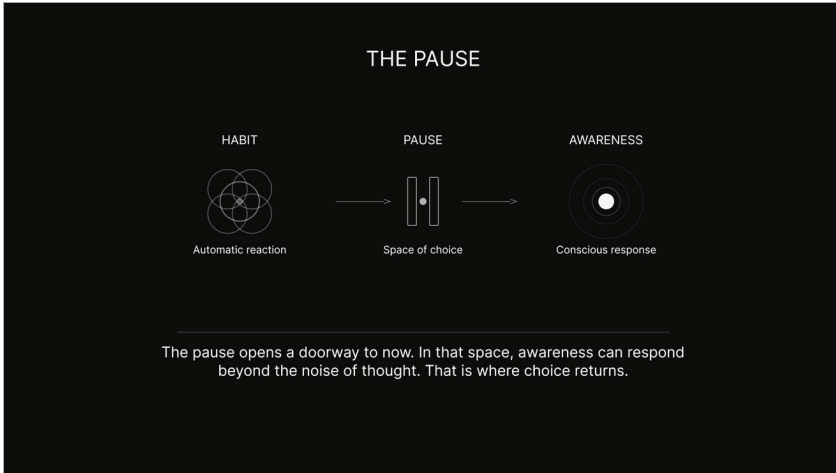 THE PAUSE
HABIT
PAUSE
AWARENESS
Automatic reaction
Space of choice
Conscious response
The pause opens a doorway to now. In that space, awareness can respond
beyond the noise of thought. That is where choice returns.